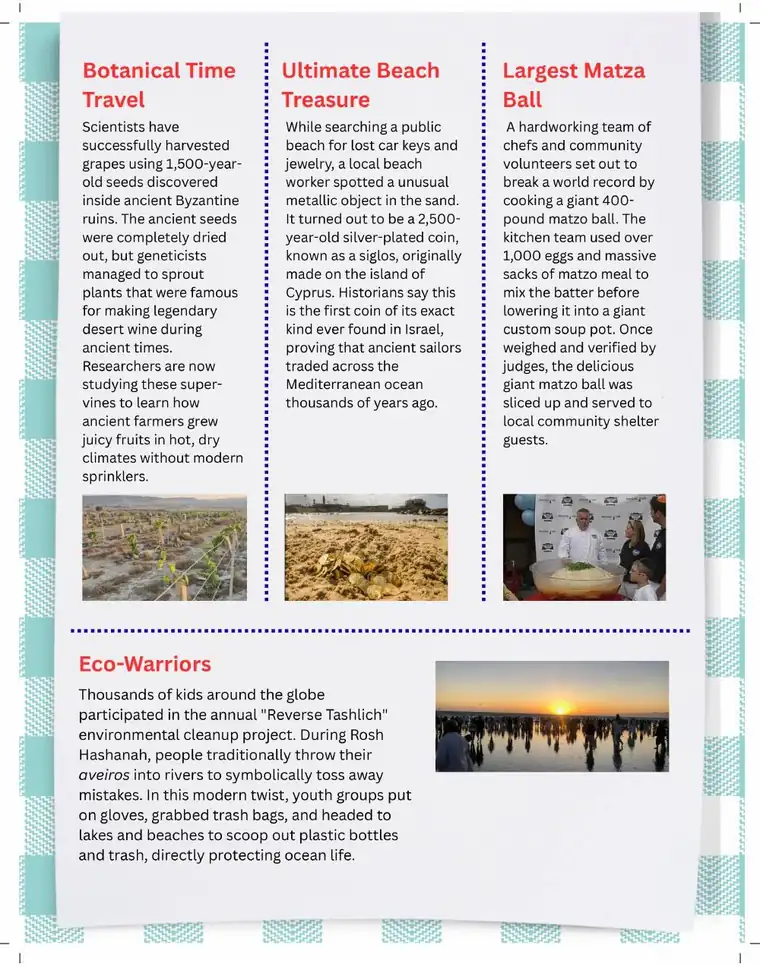 Botanical Time
Travel
Scientists have
successfully harvested
grapes using 1,500-year-
old seeds discovered
inside ancient Byzantine
ruins. The ancient seeds
were completely dried
out, but geneticists
managed to sprout
plants that were famous
for making legendary
desert wine during
ancient times.
Researchers are now
studying these super-
vines to learn how
ancient farmers grew
juicy fruits in hot, dry
climates without modern
sprinklers.
Ultimate Beach
Treasure
While searching a public
beach for lost car keys and
jewelry, a local beach
worker spotted a unusual
metallic object in the sand.
It turned out to be a 2,500-
year-old silver-plated coin,
known as a siglos, originally
made on the island of
Cyprus. Historians say this
is the first coin of its exact
kind ever found in Israel,
proving that ancient sailors
traded across the
Mediterranean ocean
thousands of years ago.
Largest Matza
Ball
A hardworking team of
chefs and community
volunteers set out to
break a world record by
cooking a giant 400-
pound matzo ball. The
kitchen team used over
1,000 eggs and massive
sacks of matzo meal to
mix the batter before
lowering it into a giant
custom soup pot. Once
weighed and verified by
judges, the delicious
giant matzo ball was
sliced up and served to
local community shelter
guests.
Eco-Warriors
Thousands of kids around the globe
participated in the annual "Reverse Tashlich"
environmental cleanup project. During Rosh
Hashanah, people traditionally throw their
aveiros into rivers to symbolically toss away
mistakes. In this modern twist, youth groups put
on gloves, grabbed trash bags, and headed to
lakes and beaches to scoop out plastic bottles
and trash, directly protecting ocean life.